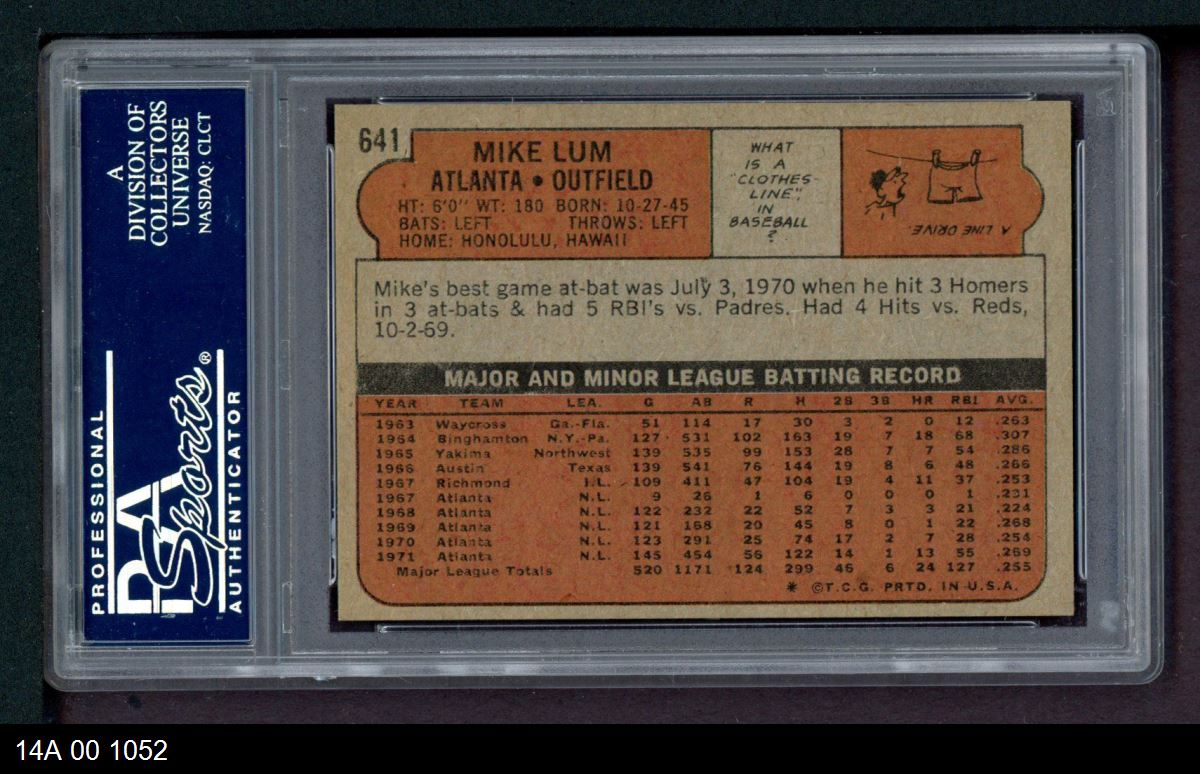 A
DIVISION OF
COLLECTORS
UNIVERSE
NASDAQ: CLCT
PROFESSIONAL
PSA
Sports®
AUTHENTICATOR
641
MIKE LUM
ATLANTA • OUTFIELD
HT: 6'0" WT: 180 BORN: 10-27-45
BATS: LEFT THROWS: LEFT
HOME: HONOLULU, HAWAII
WHAT
IS A
"CLOTHES-
LINE",
IN
BASEBALL
?
A LINE DRIVE.
Mike's best game at-bat was July 3, 1970 when he hit 3 Homers
in 3 at-bats & had 5 RBI's vs. Padres. Had 4 Hits vs. Reds,
10-2-69.
MAJOR AND MINOR LEAGUE BATTING RECORD
YEAR TEAM LEA. G AB R H 2B 3B HR RBI AVG.
1963 Waycross Ga.-Fla. 51 114 17 30 3 2 0 12 .263
1964 Binghamton N.Y.-Pa. 127 531 102 163 19 7 18 68 .307
1965 Yakima Northwest 139 535 99 153 28 7 7 54 .286
1966 Austin Texas 139 541 76 144 19 8 6 48 .266
1967 Richmond I.L. 109 411 47 104 19 4 11 37 .253
1967 Atlanta N.L. 9 26 1 6 0 0 0 1 .231
1968 Atlanta N.L. 122 232 22 52 7 3 3 21 .224
1969 Atlanta N.L. 121 168 20 45 8 0 1 22 .268
1970 Atlanta N.L. 123 291 25 74 17 2 7 28 .254
1971 Atlanta N.L. 145 454 56 122 14 1 13 55 .269
Major League Totals 520 1171 124 299 46 6 24 127 .255
* ©T.C.G. PRTD. IN U.S.A.
14A 00 1052